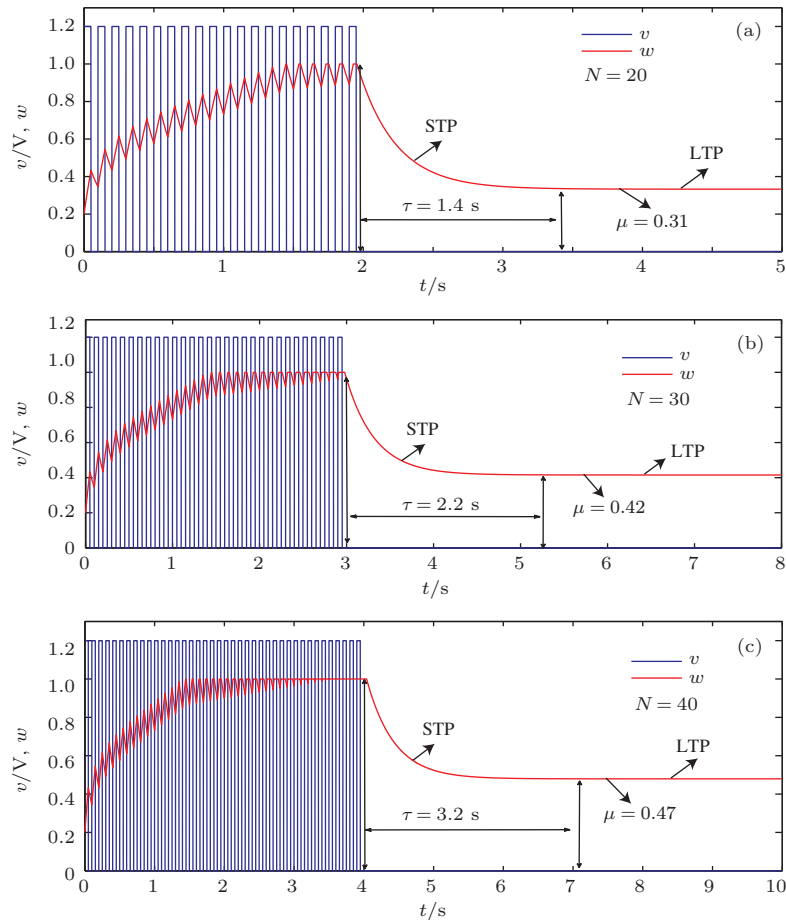 (a)
1.2
1.0
0.8
0.6
0.4
0.2
0
v/V, w
v
w
N = 20
STP
LTP
τ = 1.4 s
μ = 0.31
0 1 2 3 4 5
t/s
(b)
1.2
1.0
0.8
0.6
0.4
0.2
0
v/V, w
v
w
N = 30
STP
LTP
τ = 2.2 s
μ = 0.42
0 1 2 3 4 5 6 7 8
t/s
(c)
1.2
1.0
0.8
0.6
0.4
0.2
0
v/V, w
v
w
N = 40
STP
LTP
τ = 3.2 s
μ = 0.47
0 1 2 3 4 5 6 7 8 9 10
t/s